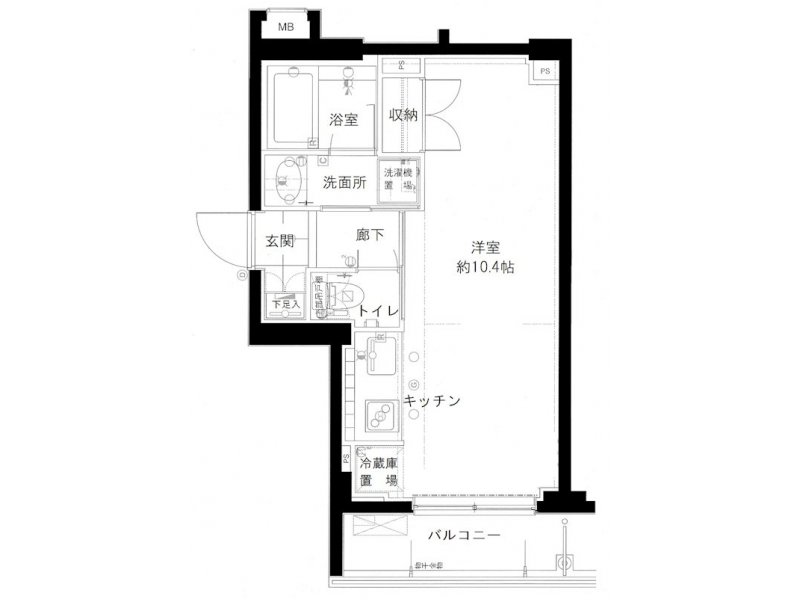 MB
PS
PS
浴室
収納
洗面所
洗濯機
置 場
玄関
廊下
洋室
約10.4帖
下足入
トイレ
キッチン
PS
冷蔵庫
置 場
バルコニー